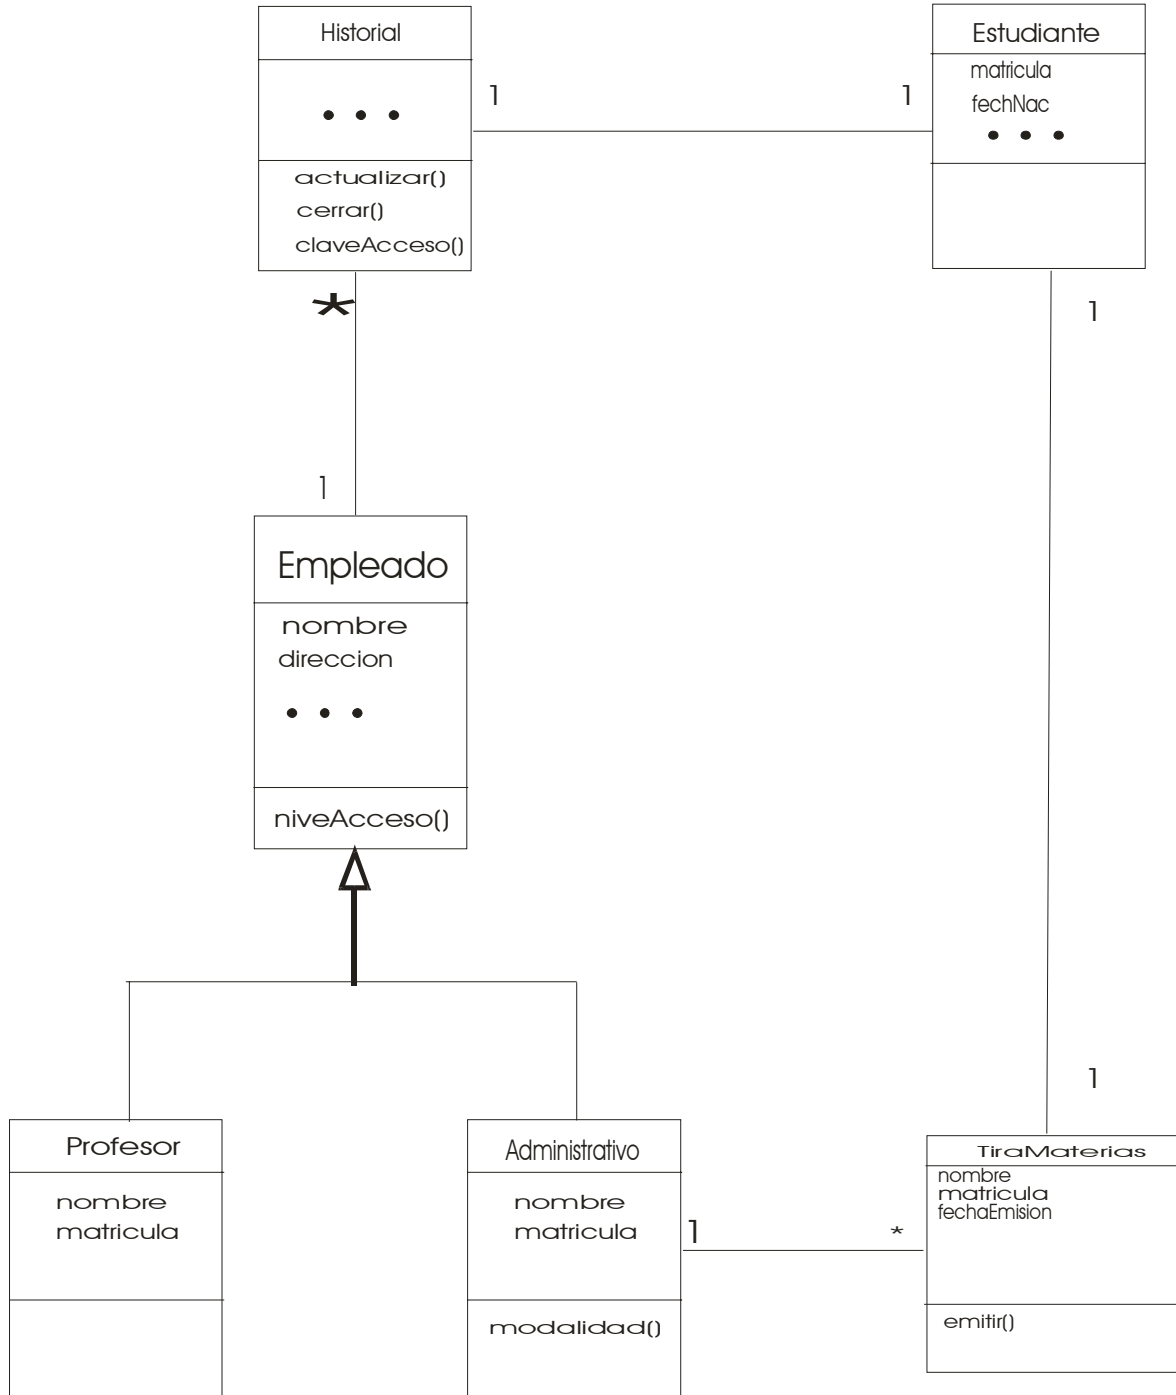 Historial
• • •
actualizar()
cerrar()
claveAcceso()
1
1
Estudiante
matricula
fechNac
• • •
*
1
1
1
Empleado
nombre
direccion
• • •
niveAcceso()
Profesor
nombre
matricula
Administrativo
nombre
matricula
modalidad()
1
*
TiraMaterias
nombre
matricula
fechaEmision
emitir()